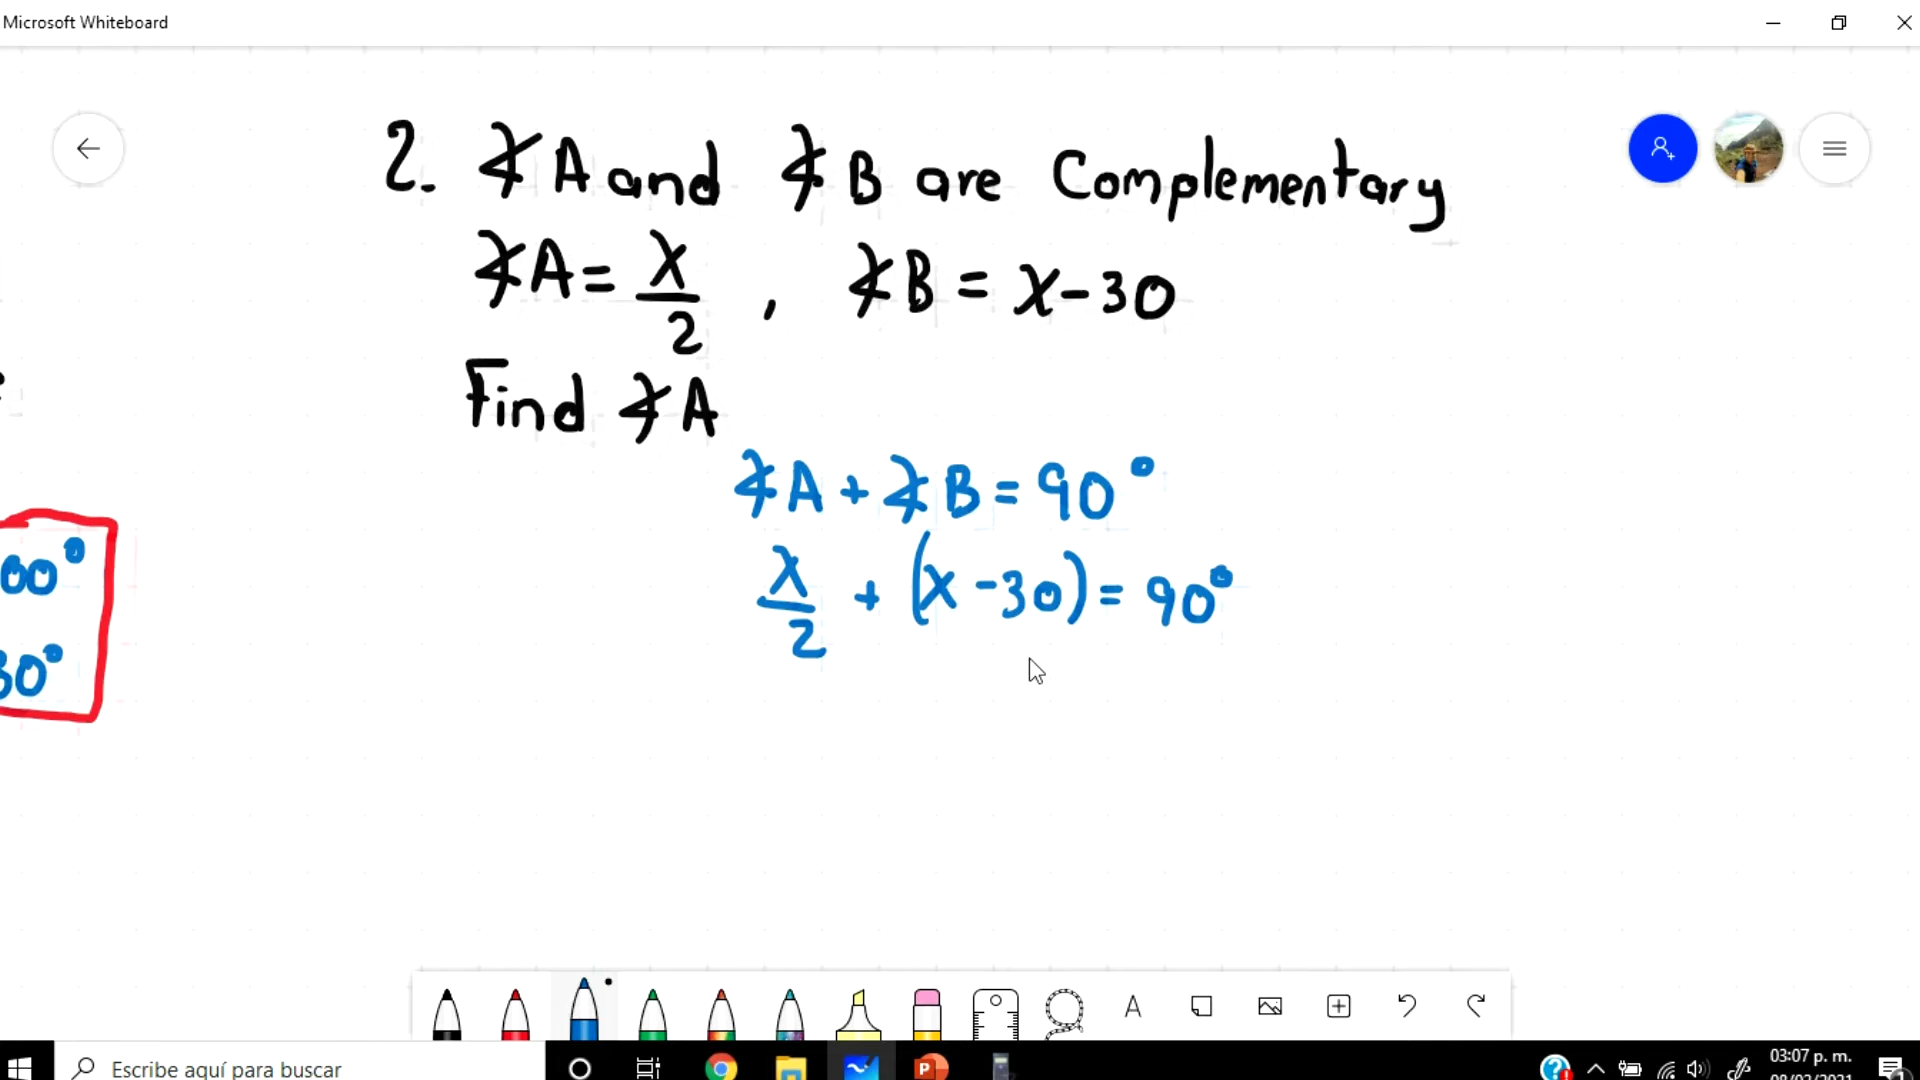 Microsoft Whiteboard
2. ∡A and ∡B are Complementary
∡A = x/2 , ∡B = x-30
Find ∡A
∡A + ∡B = 90°
x/2 + (x-30) = 90°
00°
30°
A
Escribe aquí para buscar
03:07 p. m.